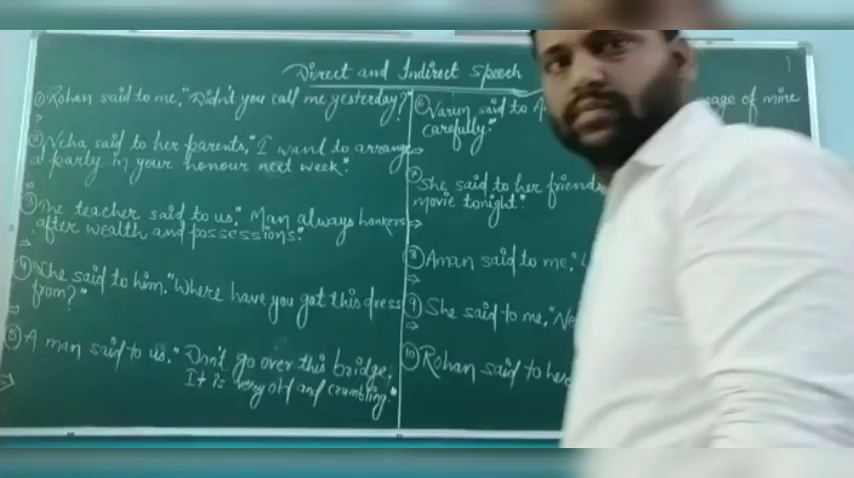 Direct and Indirect Speech
① Rohan said to me, "Didn't you call me yesterday?"
② Neha said to her parents, "I want to arrange
a party in your honour next week."
③ The teacher said to us, "Man always hankers
after wealth and possessions."
④ She said to him, "Where have you got this dress
from?"
⑤ A man said to us, "Don't go over this bridge.
It is very old and crumbling."
⑥ Varun said to
of mine
carefully."
⑦ She said to her friend
movie tonight."
⑧ Aman said to me, "
⑨ She said to me, "
⑩ Rohan said to